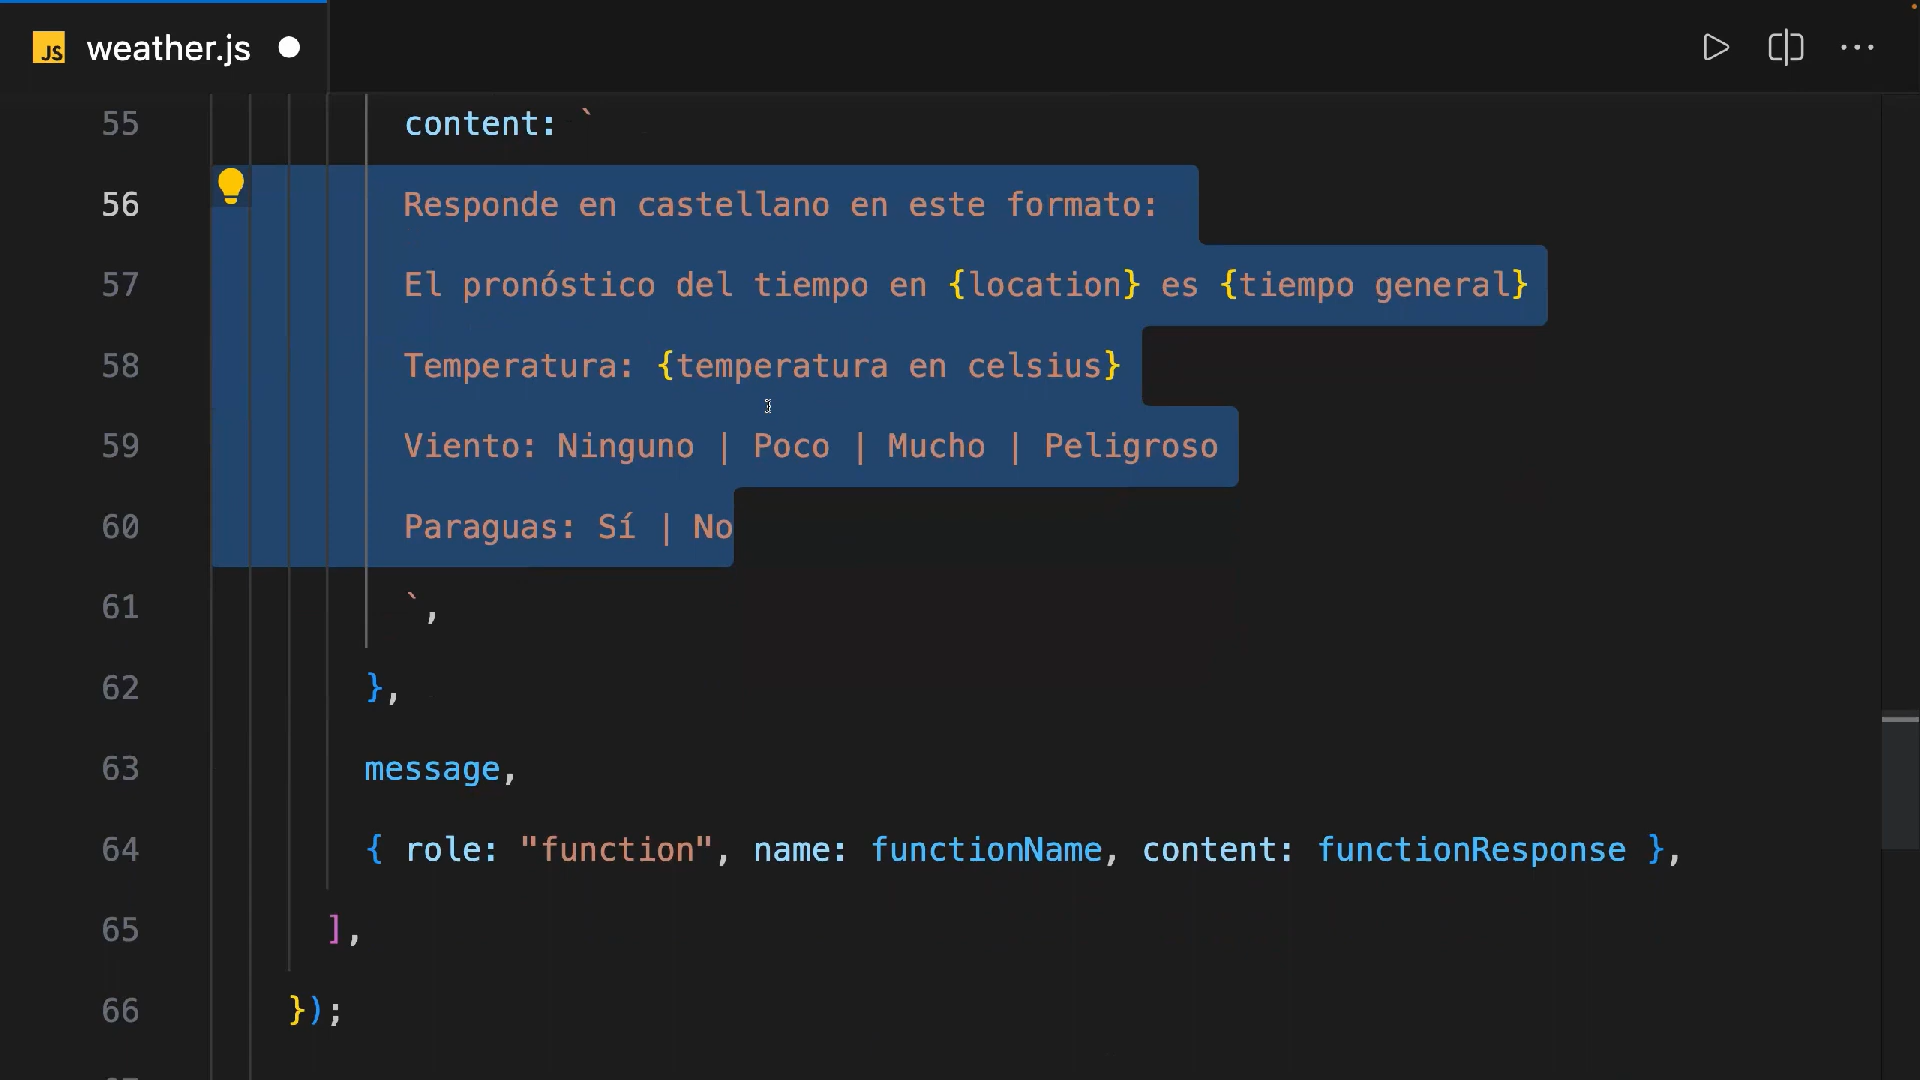 JS weather.js
55 content: `
56 Responde en castellano en este formato:
57 El pronóstico del tiempo en {location} es {tiempo general}
58 Temperatura: {temperatura en celsius}
59 Viento: Ninguno | Poco | Mucho | Peligroso
60 Paraguas: Sí | No
61 `,
62 },
63 message,
64 { role: "function", name: functionName, content: functionResponse },
65 ],
66 });